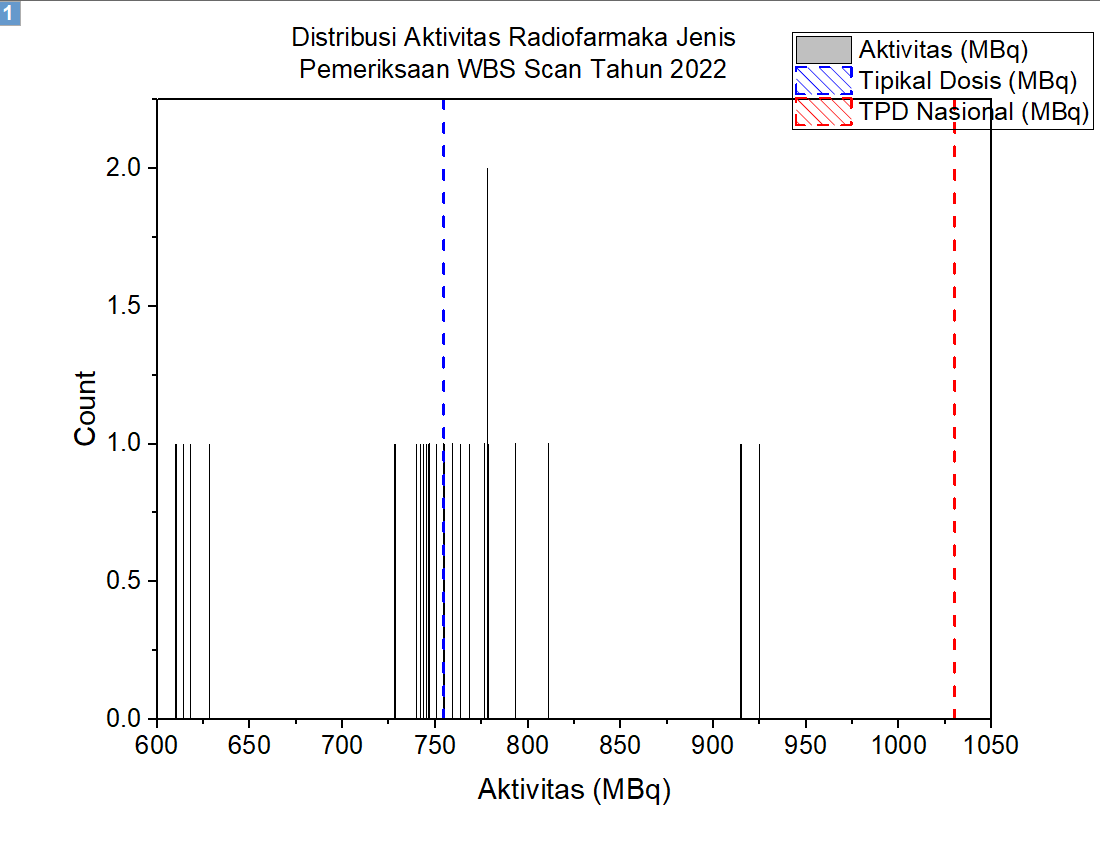 1
Distribusi Aktivitas Radiofarmaka Jenis
Pemeriksaan WBS Scan Tahun 2022
Aktivitas (MBq)
Tipikal Dosis (MBq)
TPD Nasional (MBq)
2.0
1.5
1.0
0.5
0.0
Count
600 650 700 750 800 850 900 950 1000 1050
Aktivitas (MBq)